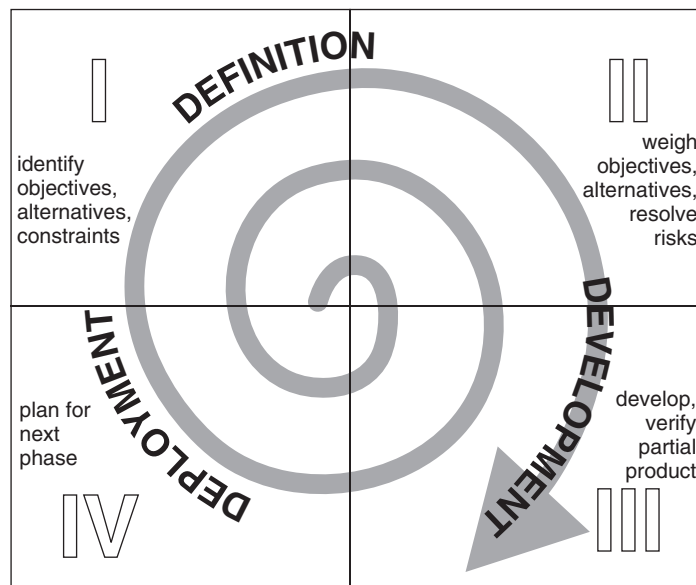 DEFINITION
I
identify
objectives,
alternatives,
constraints
II
weigh
objectives,
alternatives,
resolve
risks
DEVELOPMENT
develop,
verify
partial
product
III
DEPLOYMENT
plan for
next
phase
IV